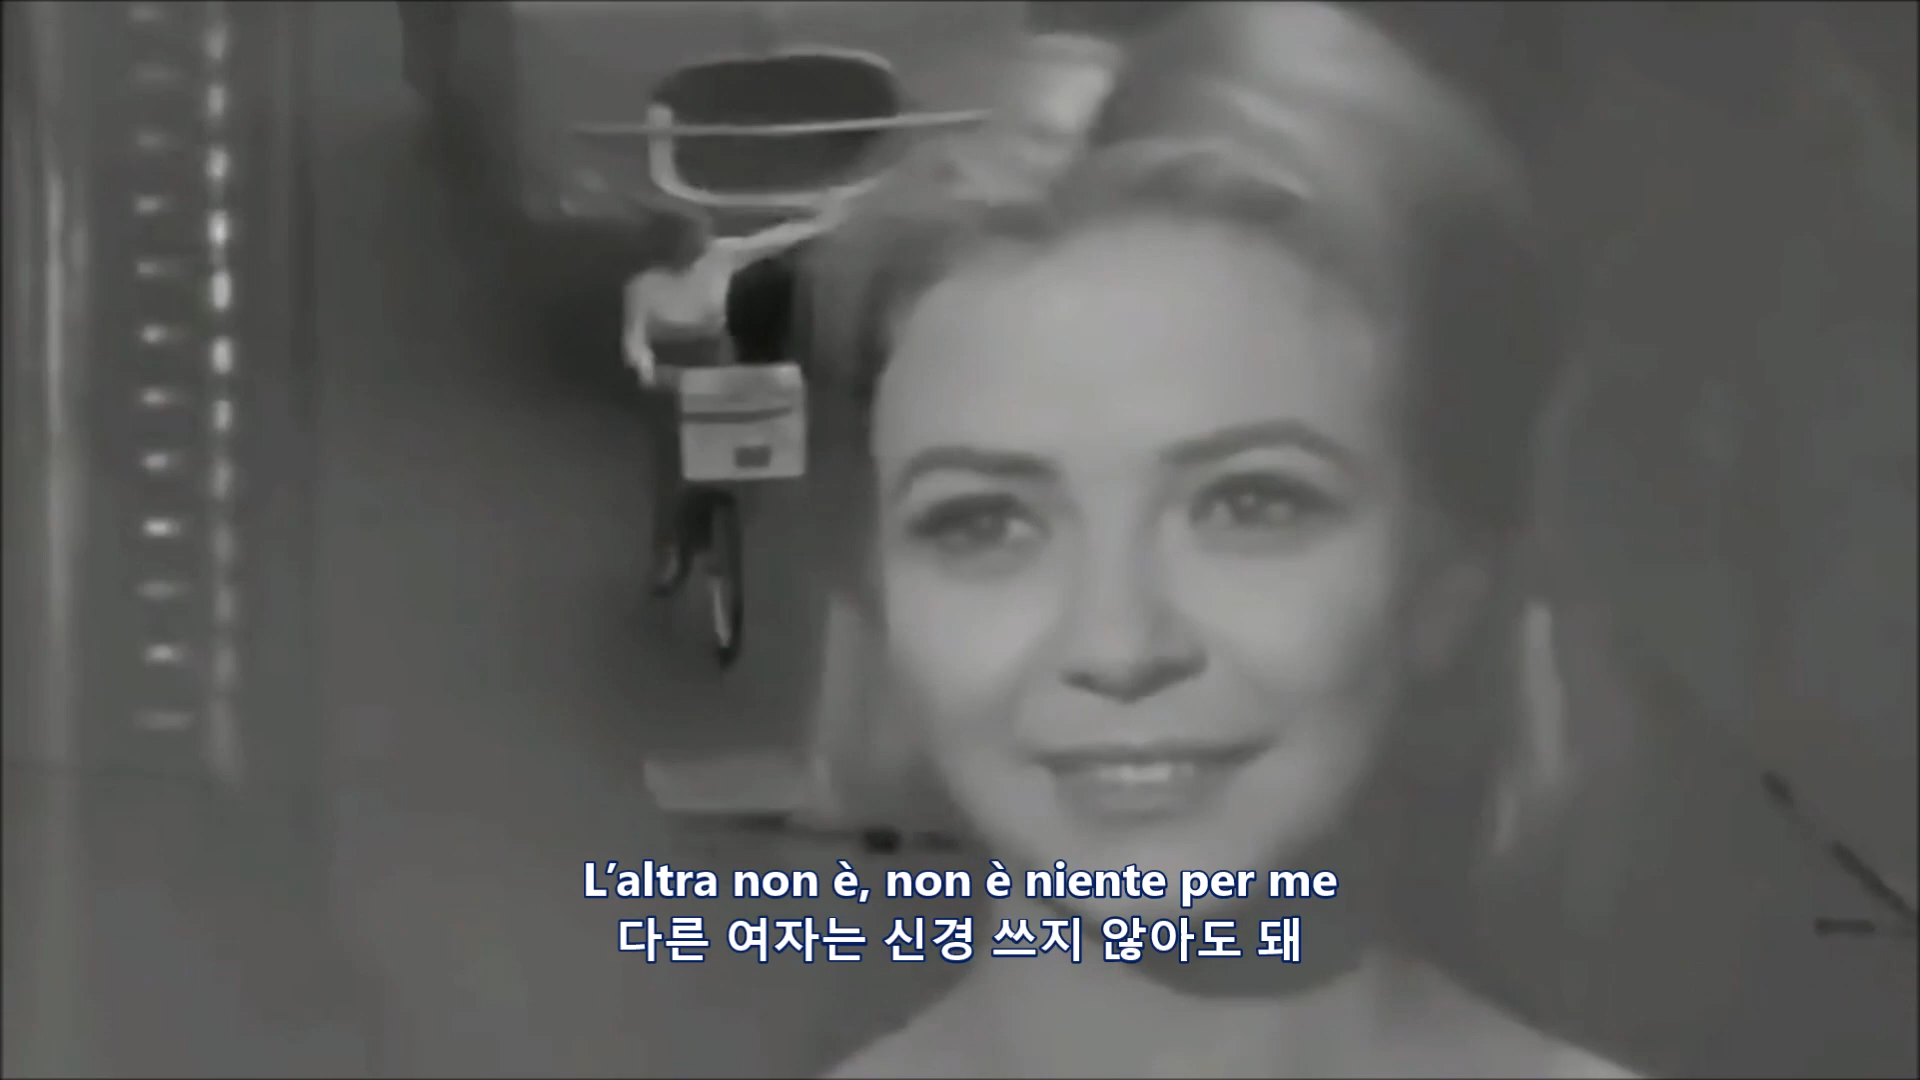 L’altra non è, non è niente per me
다른 여자는 신경 쓰지 않아도 돼